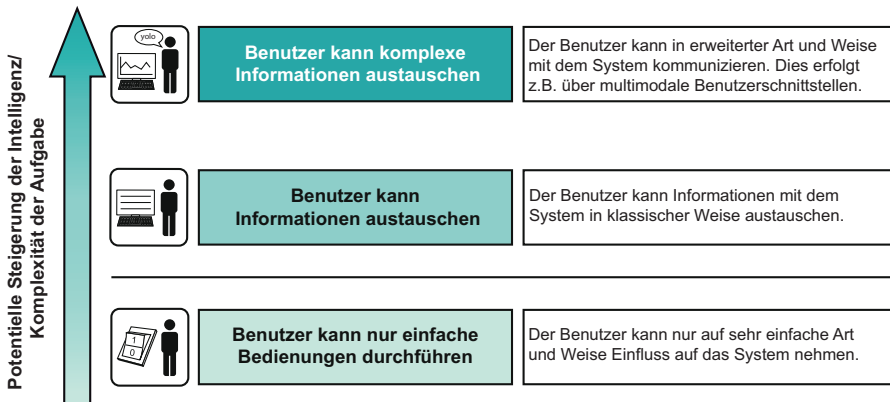 Potentielle Steigerung der Intelligenz/
Komplexität der Aufgabe
yolo
Benutzer kann komplexe
Informationen austauschen
Der Benutzer kann in erweiterter Art und Weise
mit dem System kommunizieren. Dies erfolgt
z.B. über multimodale Benutzerschnittstellen.
Benutzer kann
Informationen austauschen
Der Benutzer kann Informationen mit dem
System in klassischer Weise austauschen.
1
0
Benutzer kann nur einfache
Bedienungen durchführen
Der Benutzer kann nur auf sehr einfache Art
und Weise Einfluss auf das System nehmen.